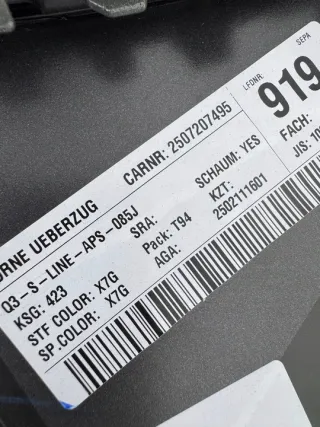 SEPA
LFDNR:
919
CARNR: 2507207495
FACH:
JIS:
UEBERZUG
SCHAUM: YES
Q3-S-LINE-APS-085J
SRA:
KZT:
KSG: 423
Pack: T94
2502111601
STF COLOR: X7G
AGA:
SP.COLOR: X7G